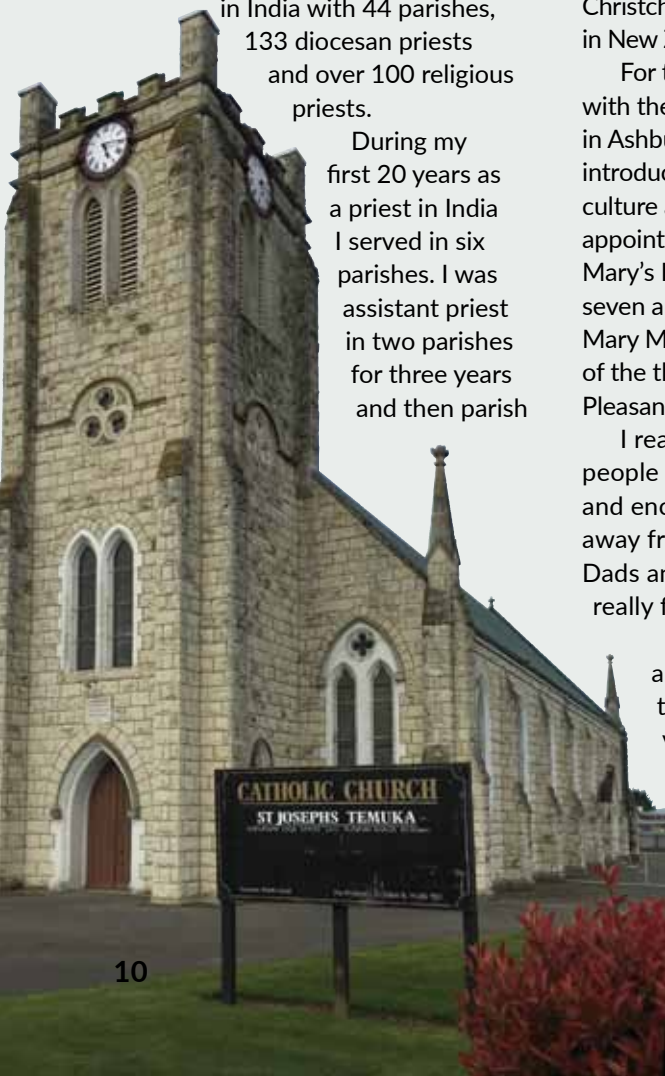 in India with 44 parishes,
133 diocesan priests
and over 100 religious
priests.
During my
first 20 years as
a priest in India
I served in six
parishes. I was
assistant priest
in two parishes
for three years
and then parish
Christch
in New Z
For t
with the
in Ashbu
introduc
culture
appoint
Mary's
seven a
Mary M
of the th
Pleasan
I rea
people
and enc
away fr
Dads an
really f
a
t
CATHOLIC CHURCH
ST JOSEPHS TEMUKA
10